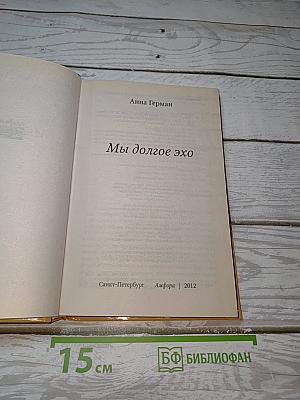 Анна Герман
Мы долгое эхо
Санкт-Петербург Амфора | 2012
15 см
БФ БИБЛИОФАН